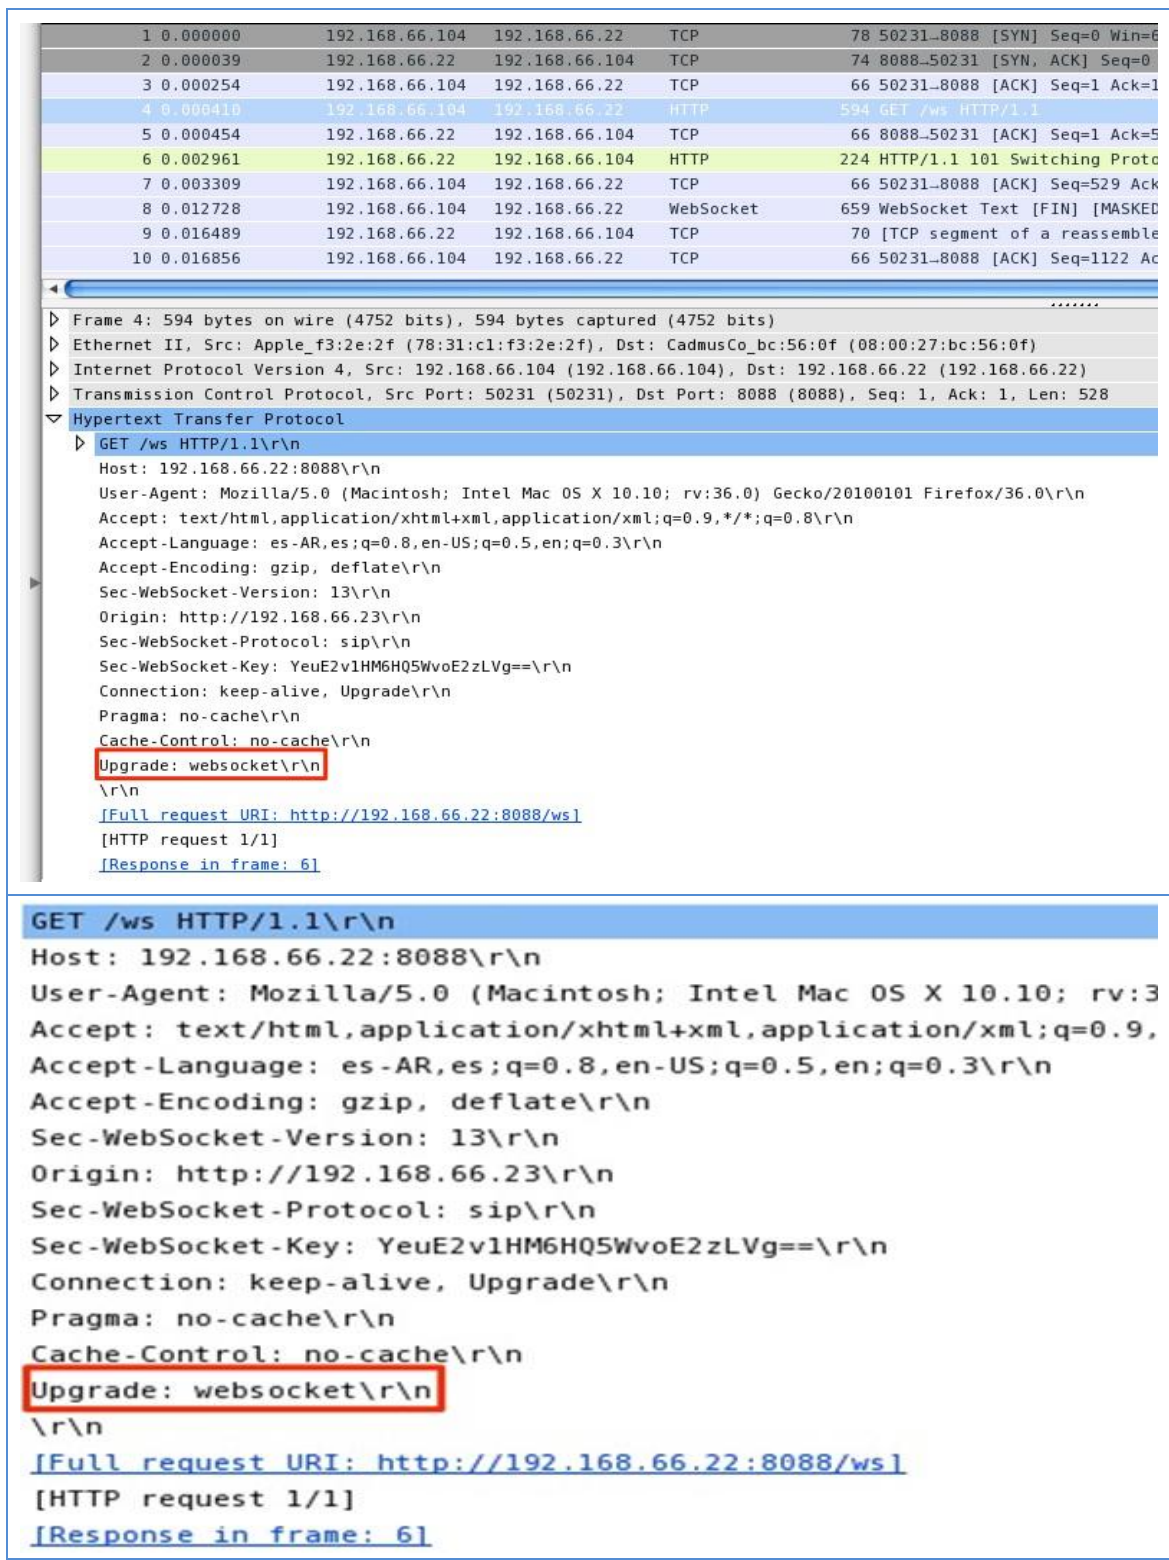 1 0.000000 192.168.66.104 192.168.66.22 TCP 78 50231→8088 [SYN] Seq=0 Win=6
2 0.000039 192.168.66.22 192.168.66.104 TCP 74 8088→50231 [SYN, ACK] Seq=0
3 0.000254 192.168.66.104 192.168.66.22 TCP 66 50231→8088 [ACK] Seq=1 Ack=1
4 0.000410 192.168.66.104 192.168.66.22 HTTP 594 GET /ws HTTP/1.1
5 0.000454 192.168.66.22 192.168.66.104 TCP 66 8088→50231 [ACK] Seq=1 Ack=5
6 0.002961 192.168.66.22 192.168.66.104 HTTP 224 HTTP/1.1 101 Switching Proto
7 0.003309 192.168.66.104 192.168.66.22 TCP 66 50231→8088 [ACK] Seq=529 Ack
8 0.012728 192.168.66.104 192.168.66.22 WebSocket 659 WebSocket Text [FIN] [MASKED
9 0.016489 192.168.66.22 192.168.66.104 TCP 70 [TCP segment of a reassemble
10 0.016856 192.168.66.104 192.168.66.22 TCP 66 50231→8088 [ACK] Seq=1122 Ac
Frame 4: 594 bytes on wire (4752 bits), 594 bytes captured (4752 bits)
Ethernet II, Src: Apple_f3:2e:2f (78:31:c1:f3:2e:2f), Dst: CadmusCo_bc:56:0f (08:00:27:bc:56:0f)
Internet Protocol Version 4, Src: 192.168.66.104 (192.168.66.104), Dst: 192.168.66.22 (192.168.66.22)
Transmission Control Protocol, Src Port: 50231 (50231), Dst Port: 8088 (8088), Seq: 1, Ack: 1, Len: 528
Hypertext Transfer Protocol
GET /ws HTTP/1.1\r\n
Host: 192.168.66.22:8088\r\n
User-Agent: Mozilla/5.0 (Macintosh; Intel Mac OS X 10.10; rv:36.0) Gecko/20100101 Firefox/36.0\r\n
Accept: text/html,application/xhtml+xml,application/xml;q=0.9,*/*;q=0.8\r\n
Accept-Language: es-AR,es;q=0.8,en-US;q=0.5,en;q=0.3\r\n
Accept-Encoding: gzip, deflate\r\n
Sec-WebSocket-Version: 13\r\n
Origin: http://192.168.66.23\r\n
Sec-WebSocket-Protocol: sip\r\n
Sec-WebSocket-Key: YeuE2v1HM6HQ5WvoE2zLVg==\r\n
Connection: keep-alive, Upgrade\r\n
Pragma: no-cache\r\n
Cache-Control: no-cache\r\n
Upgrade: websocket\r\n
\r\n
[Full request URI: http://192.168.66.22:8088/ws]
[HTTP request 1/1]
[Response in frame: 6]
GET /ws HTTP/1.1\r\n
Host: 192.168.66.22:8088\r\n
User-Agent: Mozilla/5.0 (Macintosh; Intel Mac OS X 10.10; rv:3
Accept: text/html,application/xhtml+xml,application/xml;q=0.9,
Accept-Language: es-AR,es;q=0.8,en-US;q=0.5,en;q=0.3\r\n
Accept-Encoding: gzip, deflate\r\n
Sec-WebSocket-Version: 13\r\n
Origin: http://192.168.66.23\r\n
Sec-WebSocket-Protocol: sip\r\n
Sec-WebSocket-Key: YeuE2v1HM6HQ5WvoE2zLVg==\r\n
Connection: keep-alive, Upgrade\r\n
Pragma: no-cache\r\n
Cache-Control: no-cache\r\n
Upgrade: websocket\r\n
\r\n
[Full request URI: http://192.168.66.22:8088/ws]
[HTTP request 1/1]
[Response in frame: 6]